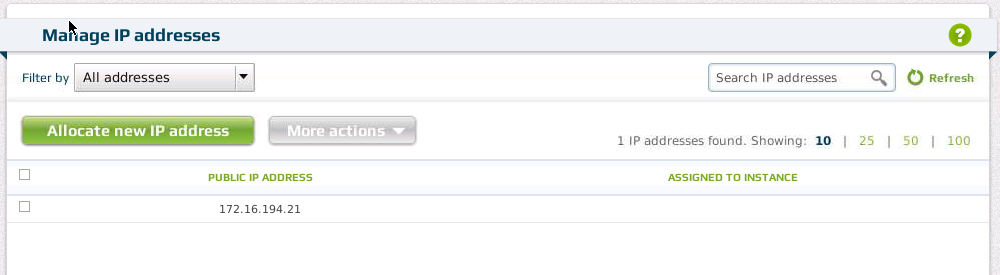 Manage IP addresses ?
Filter by All addresses Search IP addresses Refresh
Allocate new IP address More actions 1 IP addresses found. Showing: 10 | 25 | 50 | 100
PUBLIC IP ADDRESS ASSIGNED TO INSTANCE
172.16.194.21